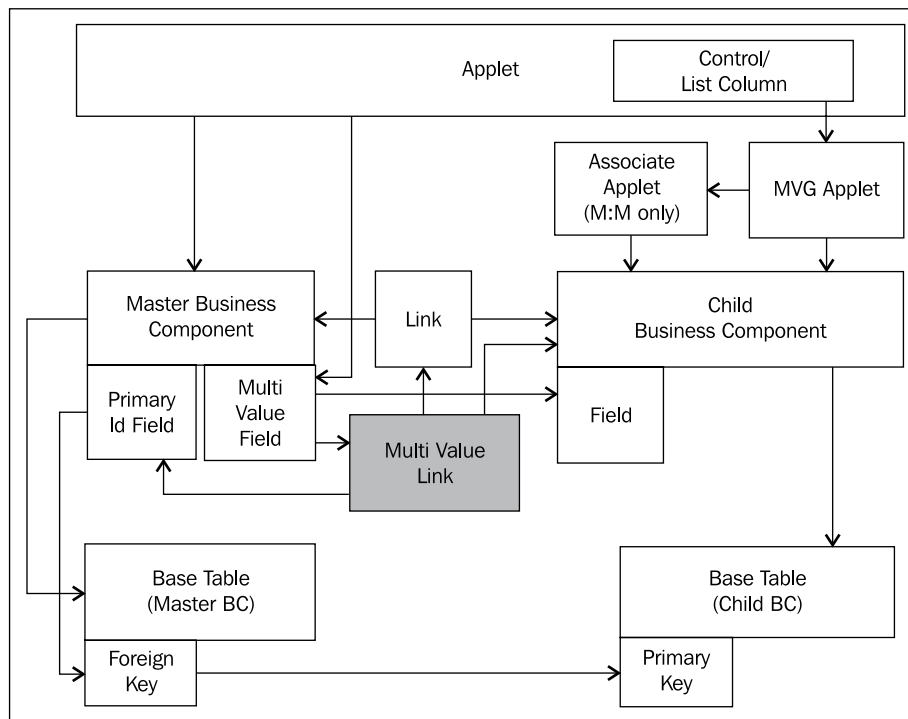 Applet
Control/
List Column
Associate
Applet
(M:M only)
MVG Applet
Master Business
Component
Link
Child
Business Component
Primary
Id Field
Multi
Value
Field
Multi Value
Link
Field
Base Table
(Master BC)
Base Table
(Child BC)
Foreign
Key
Primary
Key